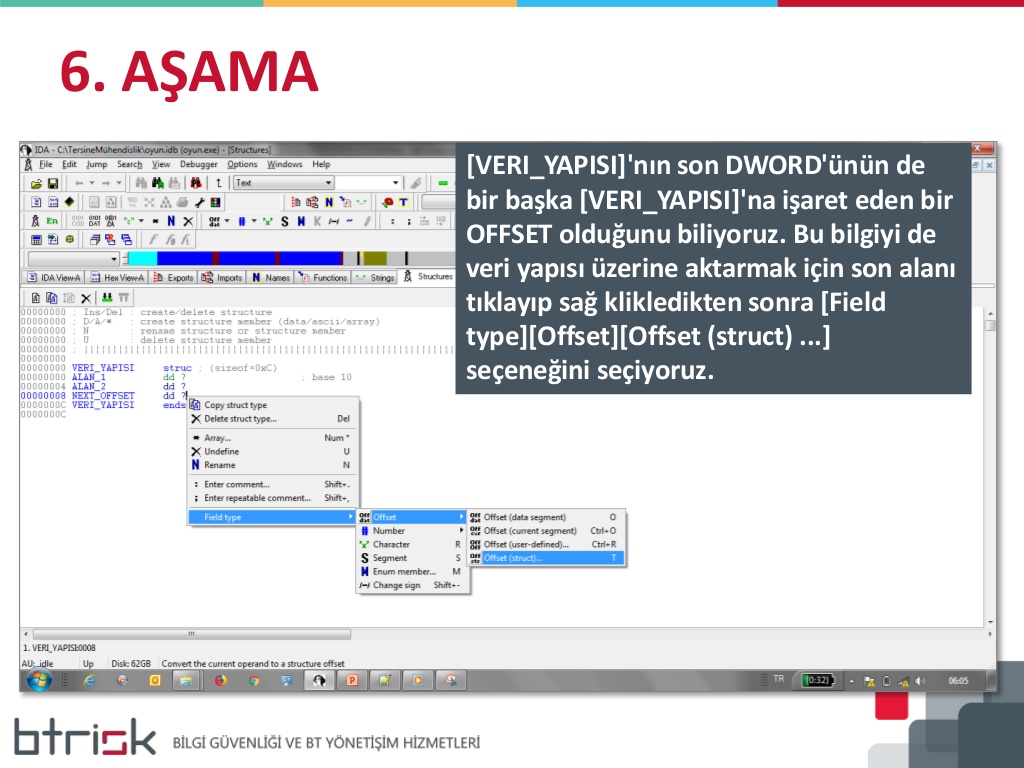 6. AŞAMA
IDA - C:\TersineMühendislik\oyun.idb (oyun.exe) - [Structures]
File Edit Jump Search View Debugger Options Windows Help
Text
IDA View-A Hex View-A Exports Imports Names Functions Strings Structures
[VERI_YAPISI]'nın son DWORD'ünün de
bir başka [VERI_YAPISI]'na işaret eden bir
OFFSET olduğunu biliyoruz. Bu bilgiyi de
veri yapısı üzerine aktarmak için son alanı
tıklayıp sağ klikledikten sonra [Field
type][Offset][Offset (struct) ...]
seçeneğini seçiyoruz.
00000000 ; Ins/Del : create/delete structure
00000000 ; D/A/* : create structure member (data/ascii/array)
00000000 ; N : rename structure or structure member
00000000 ; U : delete structure member
00000000
00000000 VERI_YAPISI struc ; (sizeof=0xC)
00000000 ALAN_1 dd ? ; base 10
00000004 ALAN_2 dd ?
00000008 NEXT_OFFSET dd ?
0000000C VERI_YAPISI ends
0000000C
Copy struct type
Delete struct type... Del
Array... Num *
Undefine U
Rename N
Enter comment... Shift+.
Enter repeatable comment... Shift+,
Field type
Offset
Number
Character R
Segment S
Enum member... M
Change sign Shift+-
Offset (data segment) O
Offset (current segment) Ctrl+O
Offset (user-defined)... Ctrl+R
Offset (struct)... T
1. VERI_YAPISI:0008
AU: idle Up Disk: 62GB Convert the current operand to a structure offset
TR (0:32) 06:05
btrisk BİLGİ GÜVENLİĞİ VE BT YÖNETİŞİM HİZMETLERİ